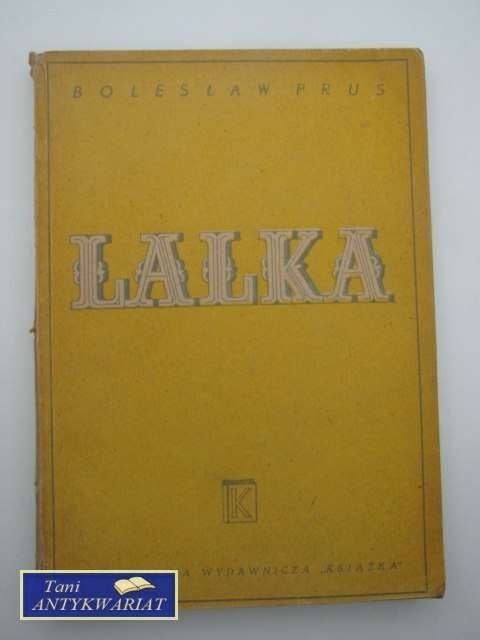 BOLESŁAW PRUS
LALKA
K
WYDAWNICZA „KSIĄŻKA"
Tani
ANTYKWARIAT